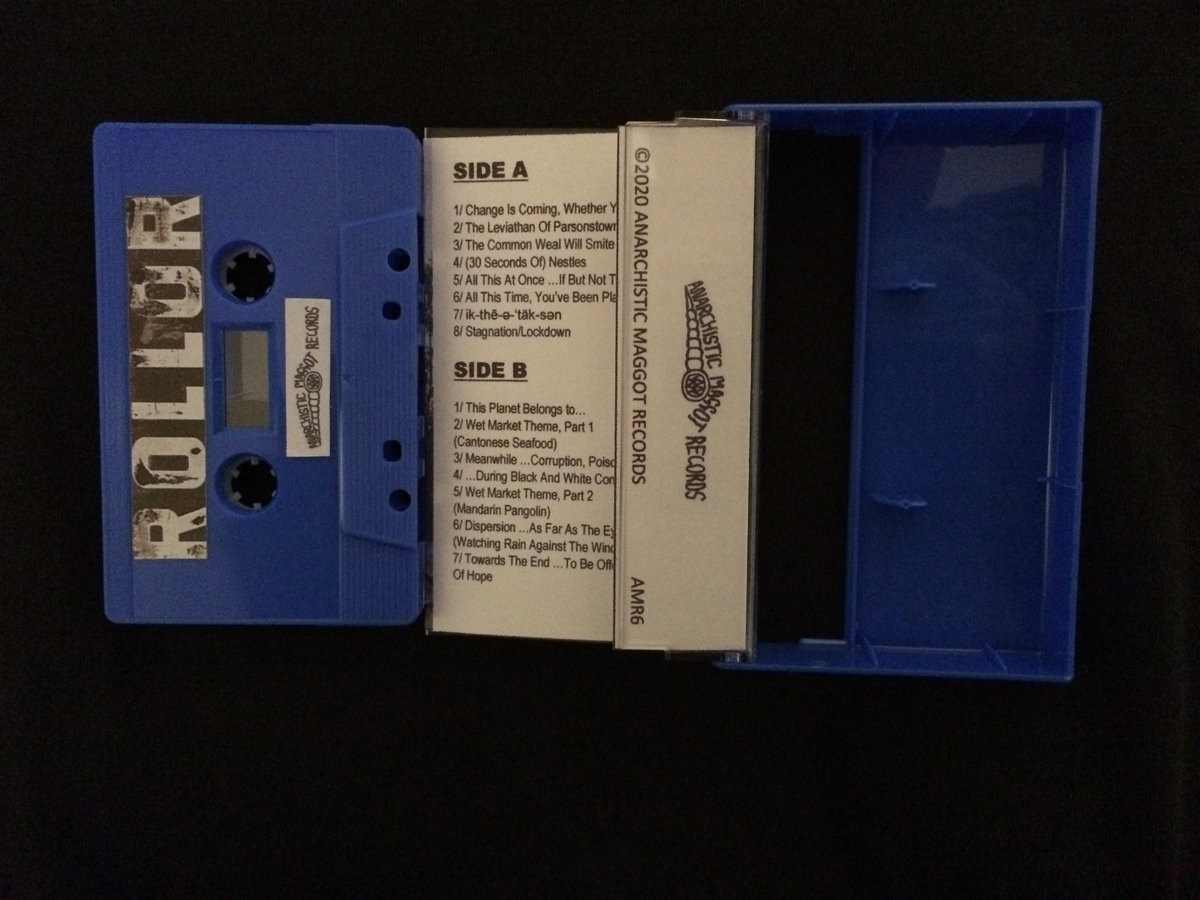 ROLLOR
ANARCHISTIC MAGGOT RECORDS
SIDE A
1/ Change Is Coming, Whether Y
2/ The Leviathan Of Parsonstown
3/ The Common Weal Will Smite
4/ (30 Seconds Of) Nestles
5/ All This At Once ...If But Not T
6/ All This Time, You've Been Pla
7/ ik-thē-ə-ˈtäk-sən
8/ Stagnation/Lockdown
SIDE B
1/ This Planet Belongs to...
2/ Wet Market Theme, Part 1
(Cantonese Seafood)
3/ Meanwhile ...Corruption, Poiso
4/ ...During Black And White Con
5/ Wet Market Theme, Part 2
(Mandarin Pangolin)
6/ Dispersion ...As Far As The Ey
(Watching Rain Against The Wind
7/ Towards The End ...To Be Offe
Of Hope
©2020 ANARCHISTIC MAGGOT RECORDS AMR6
ANARCHISTIC MAGGOT RECORDS